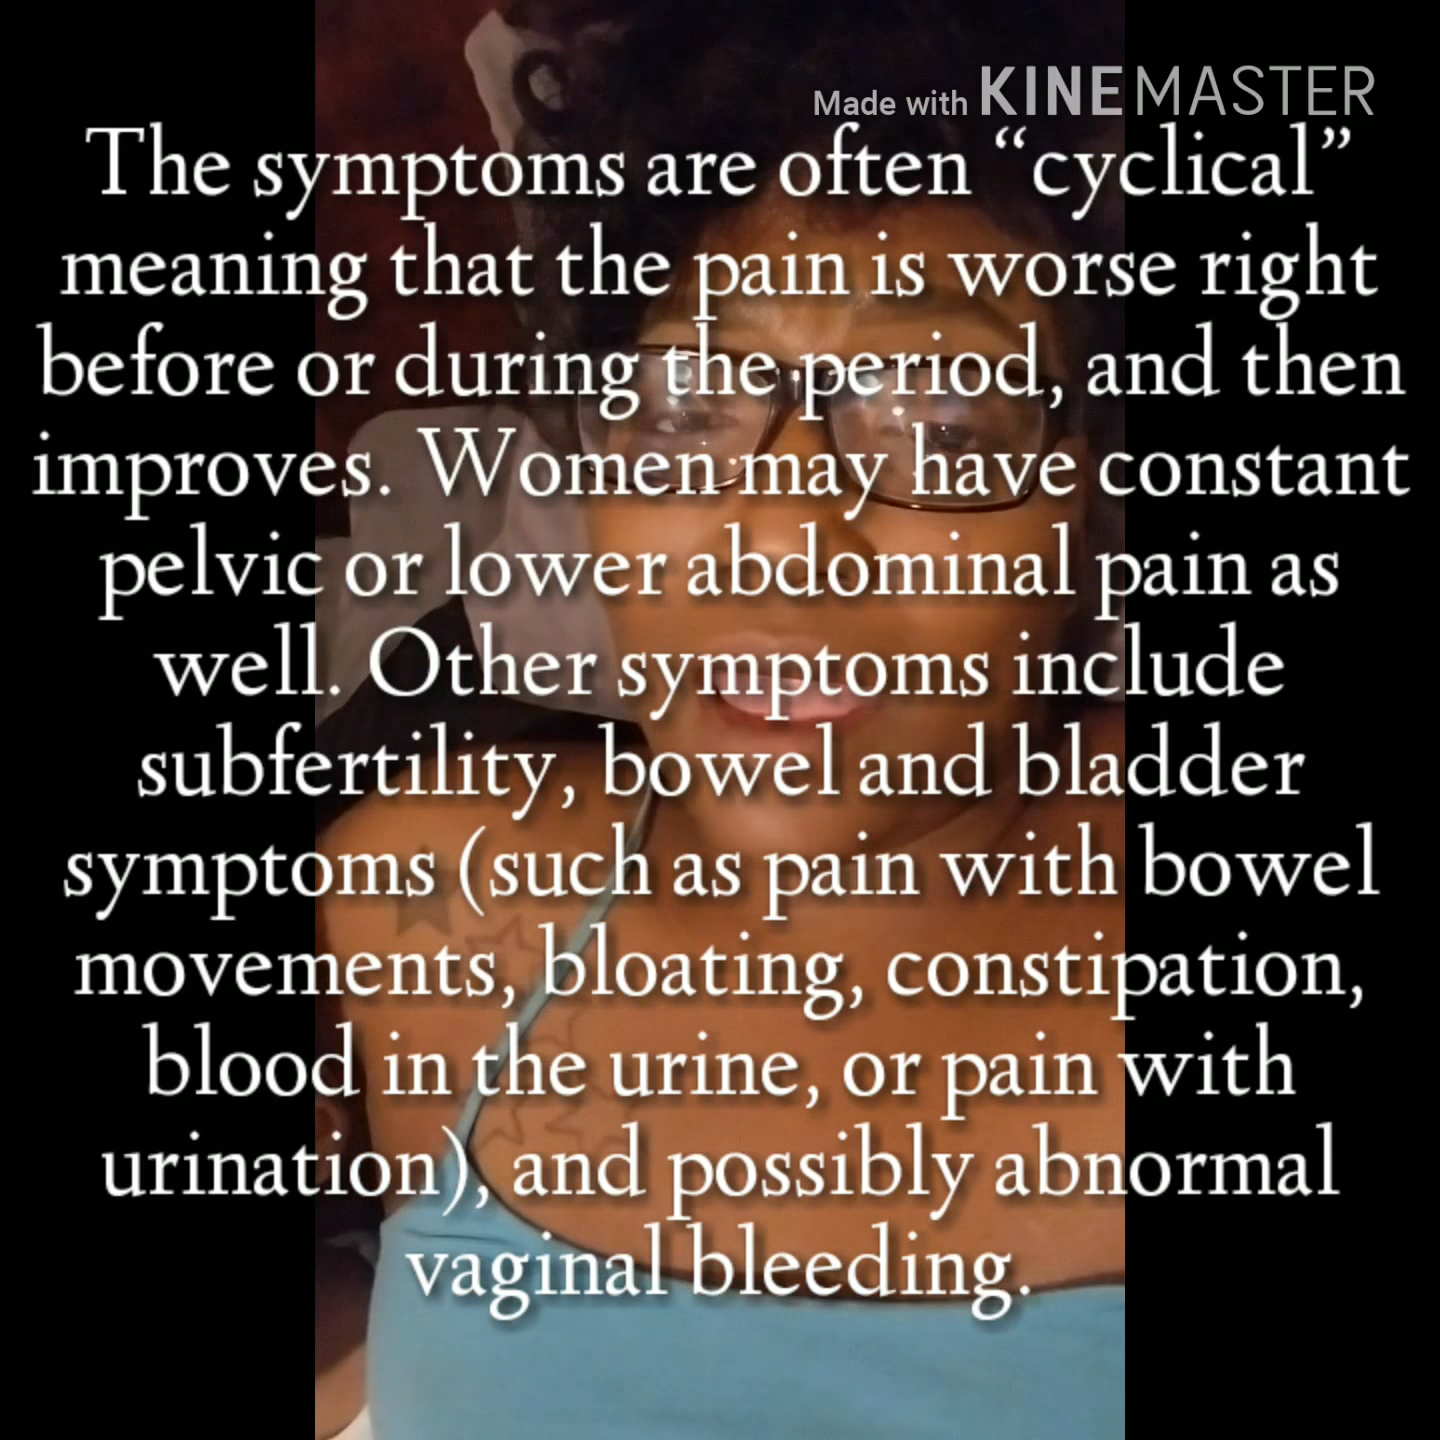 Made with KINEMASTER
The symptoms are often “cyclical”
meaning that the pain is worse right
before or during the period, and then
improves. Women may have constant
pelvic or lower abdominal pain as
well. Other symptoms include
subfertility, bowel and bladder
symptoms (such as pain with bowel
movements, bloating, constipation,
blood in the urine, or pain with
urination), and possibly abnormal
vaginal bleeding.